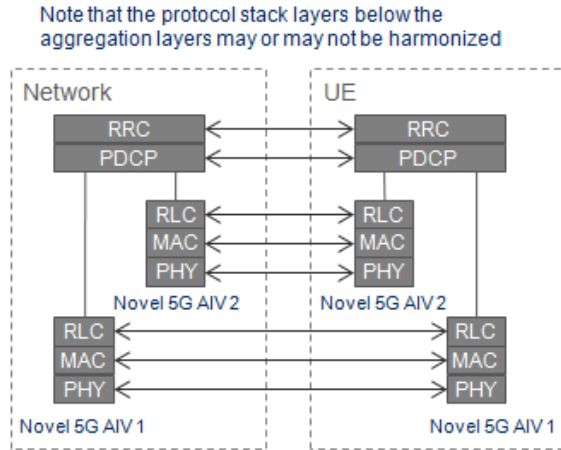 Note that the protocol stack layers below the
aggregation layers may or may not be harmonized
Network
UE
RRC
RRC
PDCP
PDCP
RLC
RLC
MAC
MAC
PHY
PHY
Novel 5G AIV 2
Novel 5G AIV 2
RLC
RLC
MAC
MAC
PHY
PHY
Novel 5G AIV 1
Novel 5G AIV 1